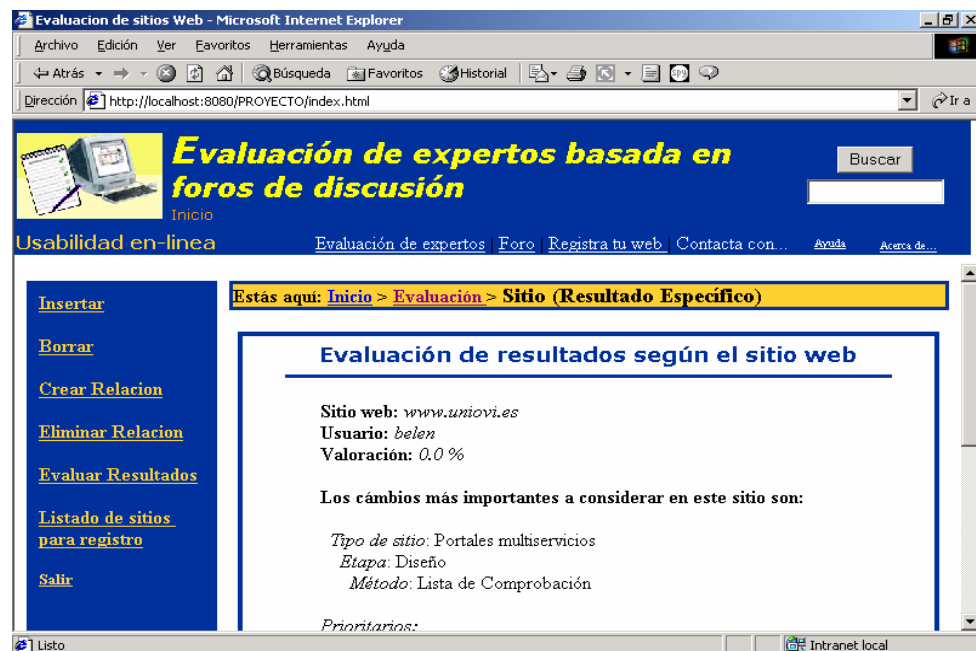 Evaluacion de sitios Web - Microsoft Internet Explorer
Archivo Edición Ver Favoritos Herramientas Ayuda
Atrás Búsqueda Favoritos Historial
Dirección http://localhost:8080/PROYECTO/index.html Ir a
Evaluación de expertos basada en
foros de discusión
Buscar
Inicio
Usabilidad en-linea
Evaluación de expertos | Foro | Registra tu web | Contacta con... Ayuda Acerca de...
Insertar
Borrar
Crear Relacion
Eliminar Relacion
Evaluar Resultados
Listado de sitios
para registro
Salir
Estás aquí: Inicio > Evaluación > Sitio (Resultado Específico)
Evaluación de resultados según el sitio web
Sitio web: www.uniovi.es
Usuario: belen
Valoración: 0.0 %
Los cámbios más importantes a considerar en este sitio son:
Tipo de sitio: Portales multiservicios
Etapa: Diseño
Método: Lista de Comprobación
Prioritarios:
Listo
Intranet local